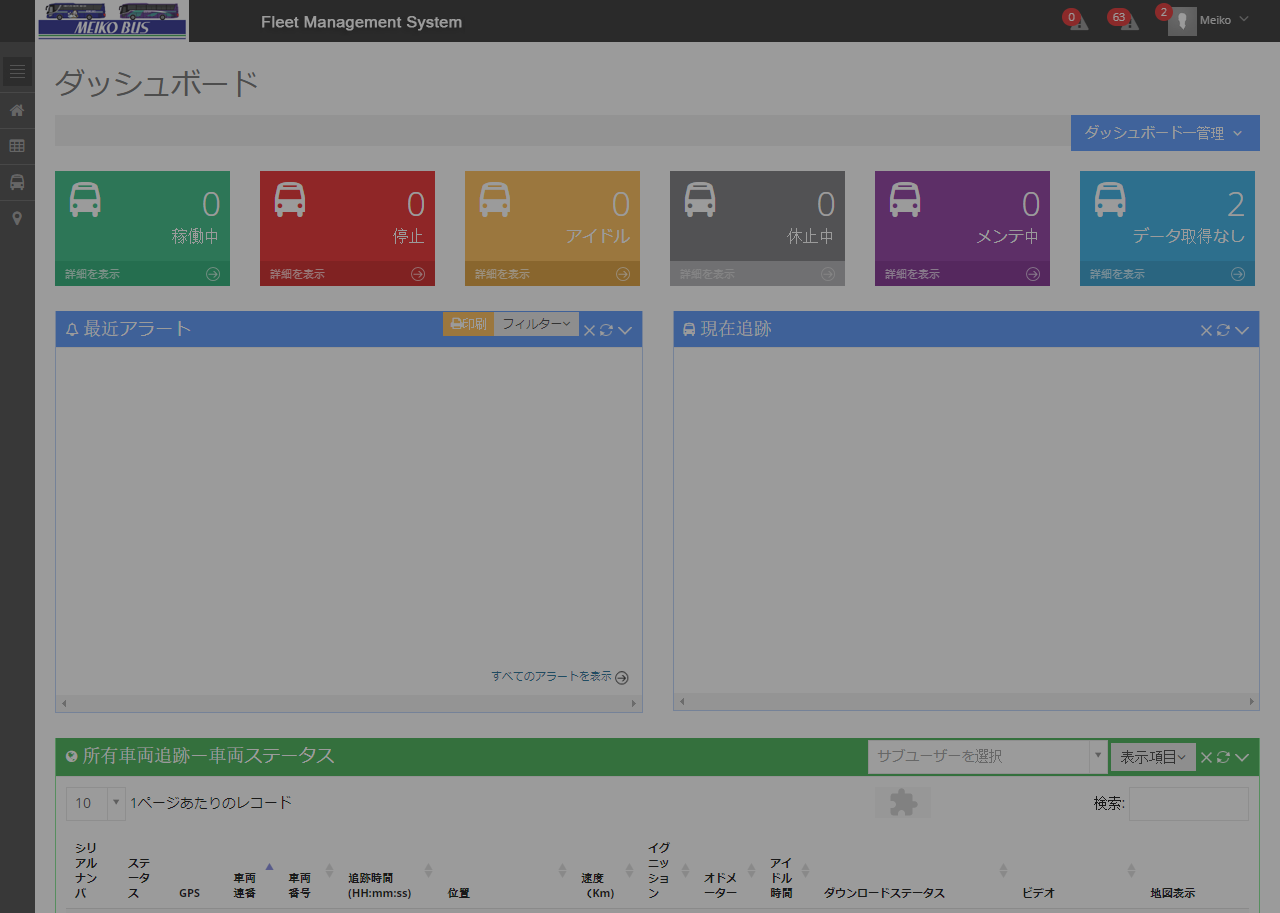 MEIKO BUS
Fleet Management System
0
63
2
Meiko
ダッシュボード
ダッシュボードー管理
0
稼働中
詳細を表示
0
停止
詳細を表示
0
アイドル
詳細を表示
0
休止中
詳細を表示
0
メンテ中
詳細を表示
2
データ取得なし
詳細を表示
最近アラート
印刷
フィルター
現在追跡
すべてのアラートを表示
所有車両追跡ー車両ステータス
サブユーザーを選択
表示項目
10
1ページあたりのレコード
検索:
シリ
アル
ナン
バ
ステ
ータ
ス
GPS
車両
連番
車両
番号
追跡時間
(HH:mm:ss)
位置
速度
（Km)
イグ
ニッ
ショ
ン
オドメ
ーター
アイ
ドル
時間
ダウンロードステータス
ビデオ
地図表示